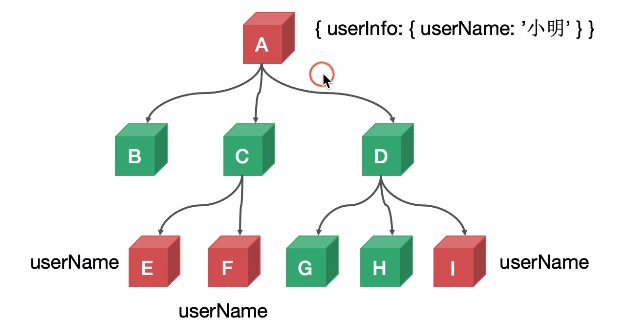 A
{ userInfo: { userName: ’小明’ } }
B
C
D
userName
E
F
G
H
I
userName
userName